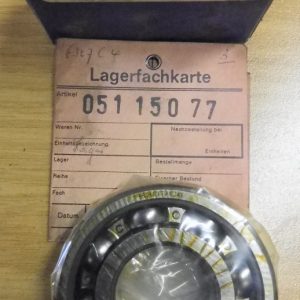 Lagerfachkarte
Artikel
051 150 77
Waren Nr.
Nachbestellung bei
Einheitsbezeichnung
Einheiten
Lager
Bestellmenge
Reihe
Fach
Datum